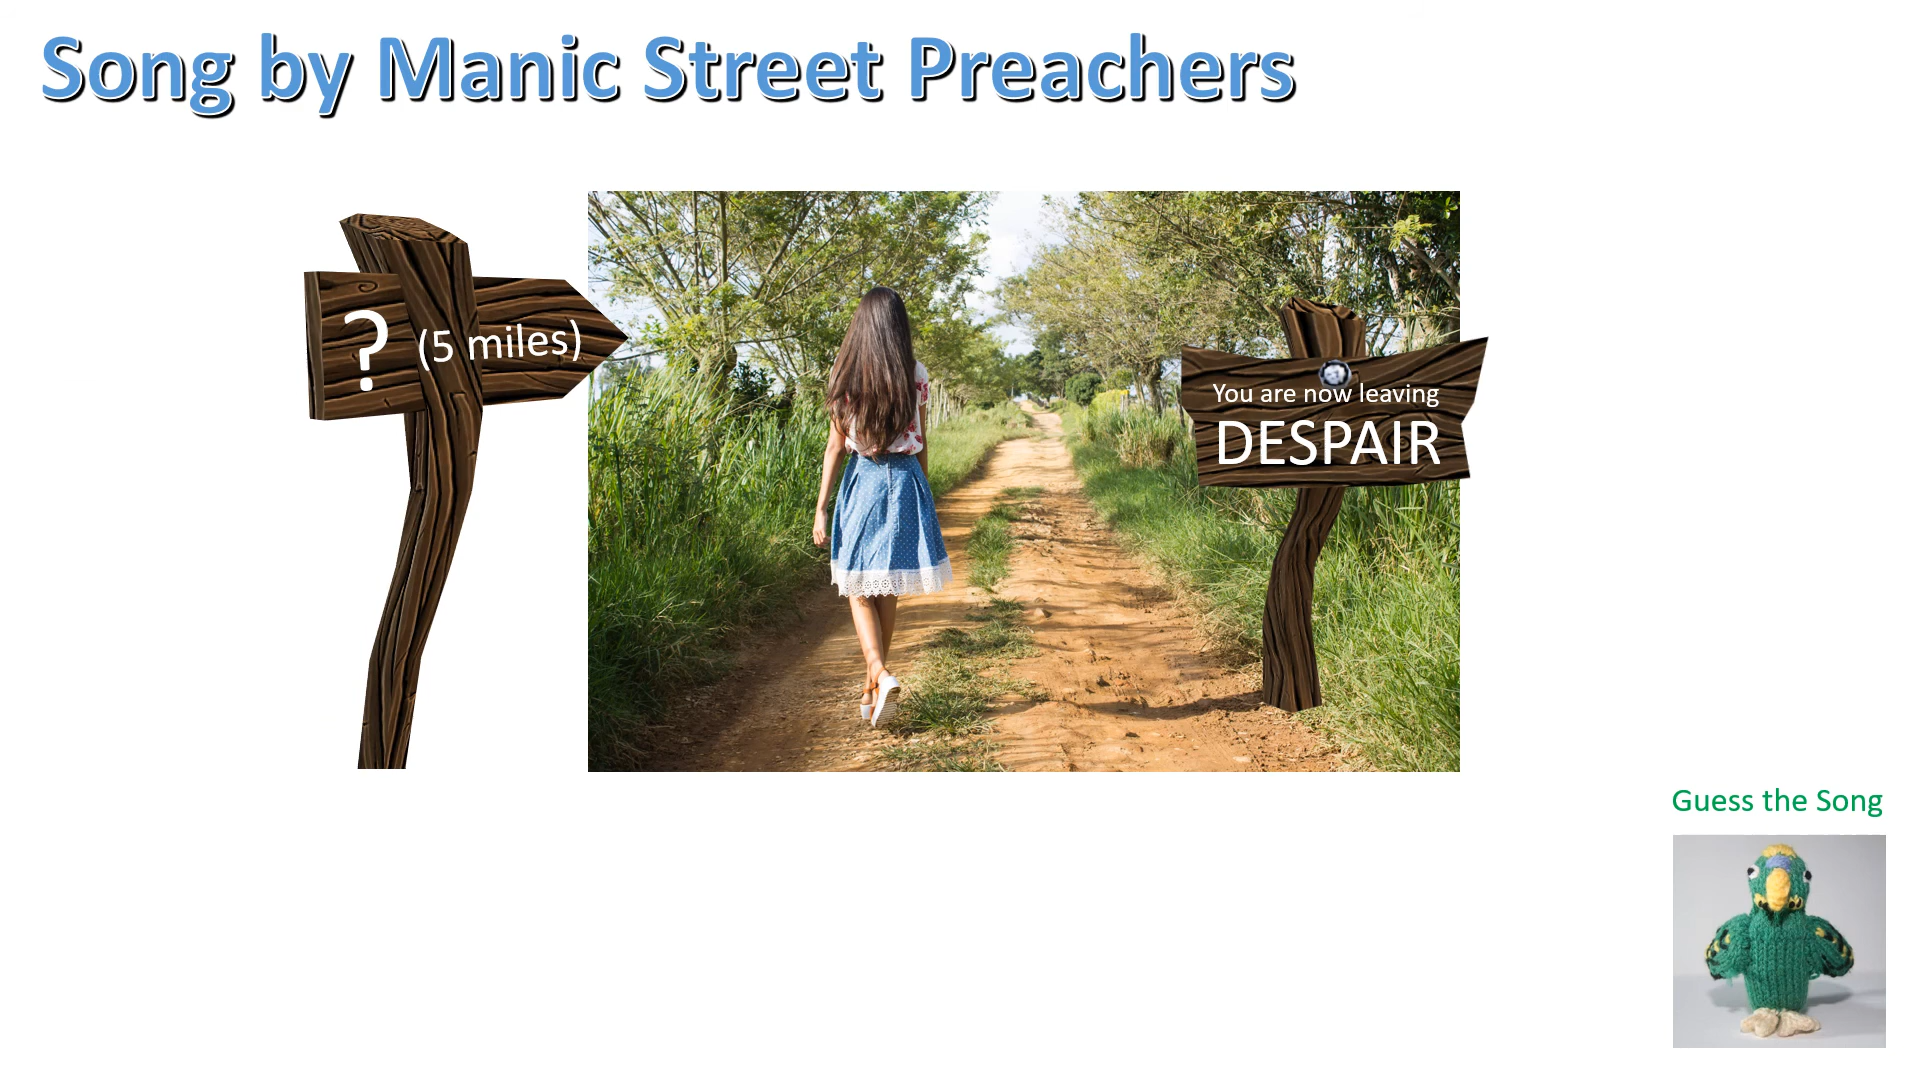 Song by Manic Street Preachers
? (5 miles)
You are now leaving
DESPAIR
Guess the Song